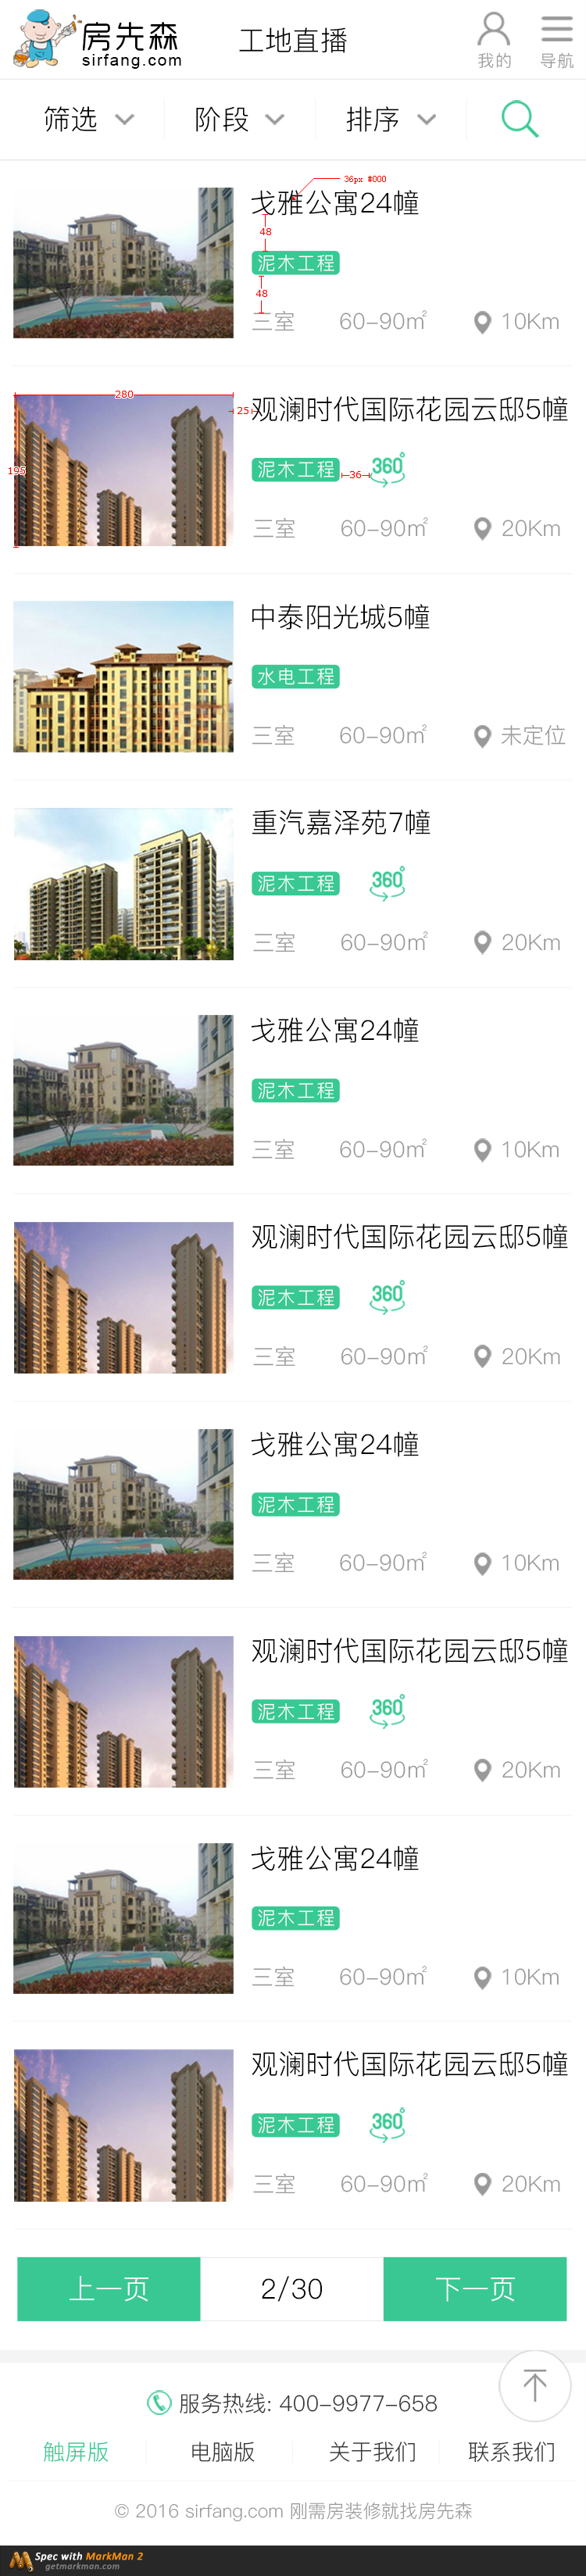 房先森
sirfang.com
工地直播
我的
导航
筛选
阶段
排序
36px #000
戈雅公寓24幢
48
泥木工程
48
三室 60-90㎡ 10Km
280
25
观澜时代国际花园云邸5幢
195
泥木工程
36
360°
三室 60-90㎡ 20Km
中泰阳光城5幢
水电工程
三室 60-90㎡ 未定位
重汽嘉泽苑7幢
泥木工程 360°
三室 60-90㎡ 20Km
戈雅公寓24幢
泥木工程
三室 60-90㎡ 10Km
观澜时代国际花园云邸5幢
泥木工程 360°
三室 60-90㎡ 20Km
戈雅公寓24幢
泥木工程
三室 60-90㎡ 10Km
观澜时代国际花园云邸5幢
泥木工程 360°
三室 60-90㎡ 20Km
戈雅公寓24幢
泥木工程
三室 60-90㎡ 10Km
观澜时代国际花园云邸5幢
泥木工程 360°
三室 60-90㎡ 20Km
上一页 2/30 下一页
服务热线: 400-9977-658
触屏版 电脑版 关于我们 联系我们
© 2016 sirfang.com 刚需房装修就找房先森
Spec with MarkMan 2
getmarkman.com